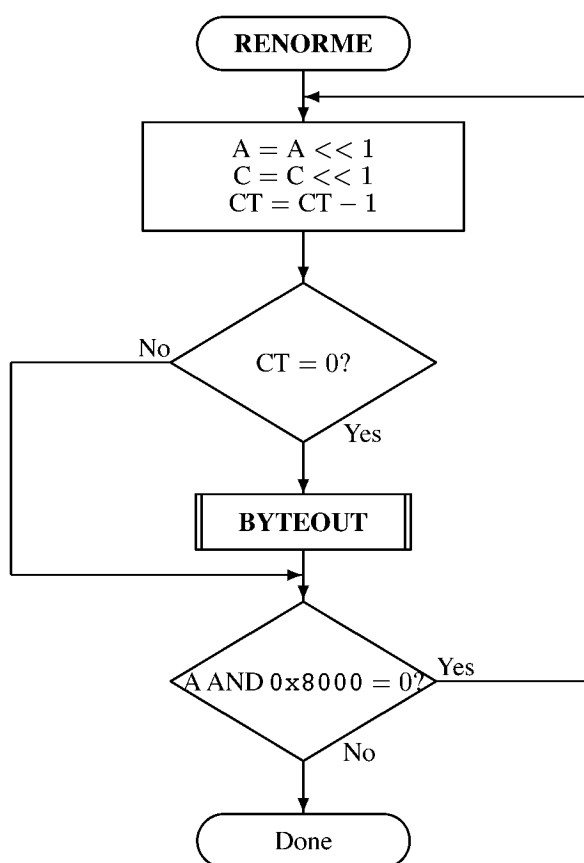 RENORME
A = A << 1
C = C << 1
CT = CT − 1
No
CT = 0?
Yes
BYTEOUT
A AND 0x8000 = 0?
Yes
No
Done